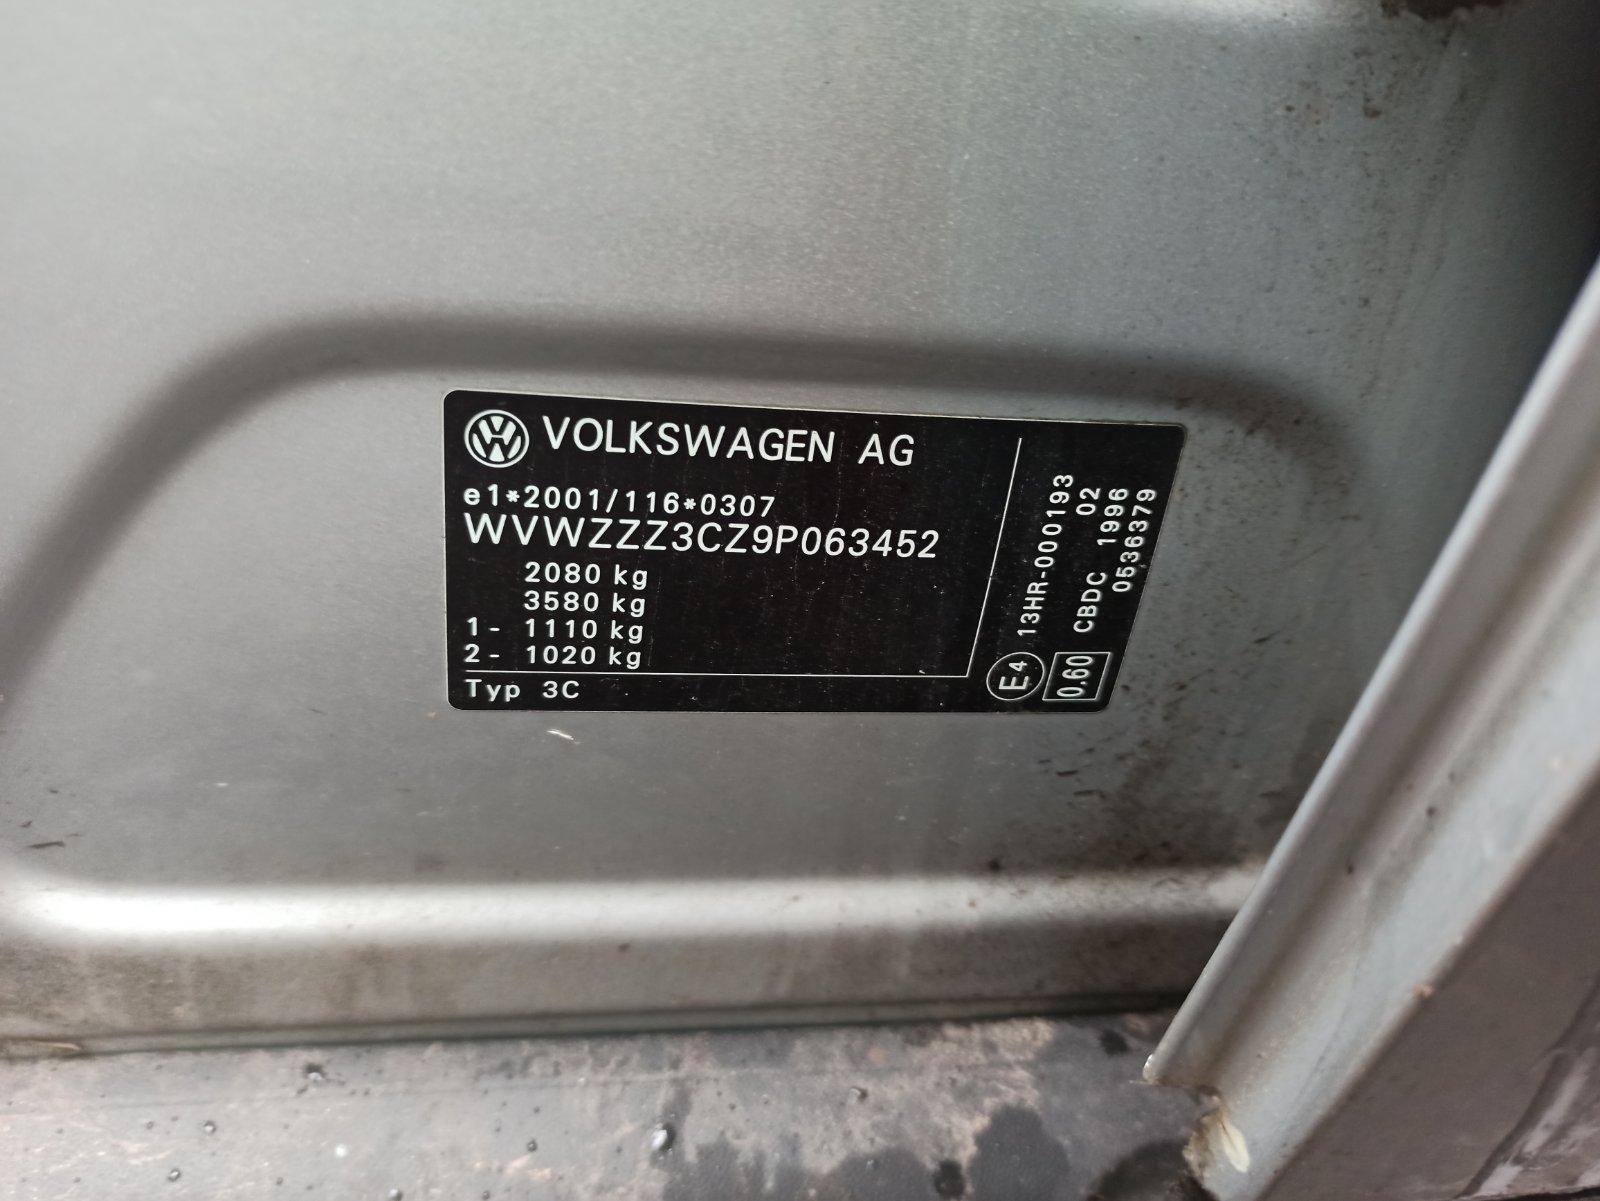 VOLKSWAGEN AG
e1*2001/116*0307
WVWZZZ3CZ9P063452
2080 kg
3580 kg
1- 1110 kg
2- 1020 kg
Typ 3C
E4 13HR-000193
0.60 CBDC 02
1996
0536379